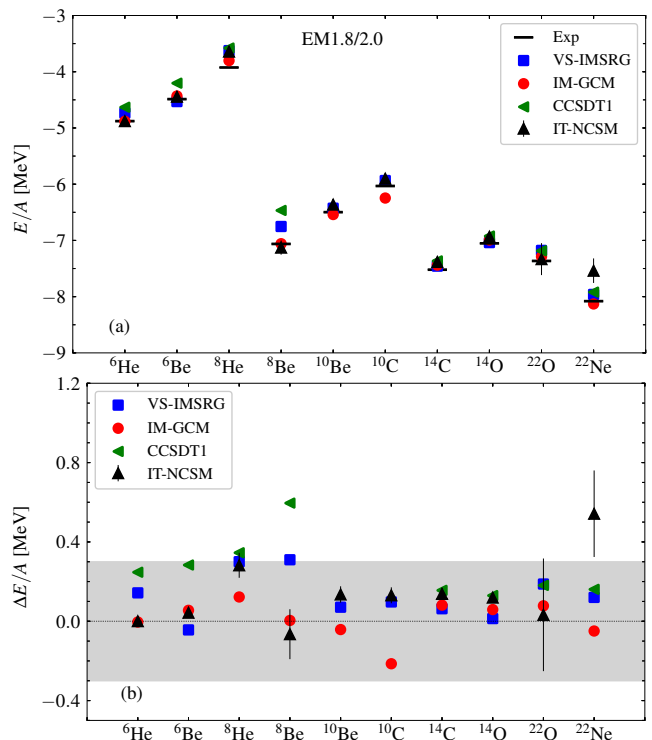 EM1.8/2.0
Exp
VS-IMSRG
IM-GCM
CCSDT1
IT-NCSM
E/A [MeV]
−3
−4
−5
−6
−7
−8
−9
(a)
⁶He ⁶Be ⁸He ⁸Be ¹⁰Be ¹⁰C ¹⁴C ¹⁴O ²²O ²²Ne
VS-IMSRG
IM-GCM
CCSDT1
IT-NCSM
ΔE/A [MeV]
1.2
0.8
0.4
0.0
−0.4
(b)
⁶He ⁶Be ⁸He ⁸Be ¹⁰Be ¹⁰C ¹⁴C ¹⁴O ²²O ²²Ne